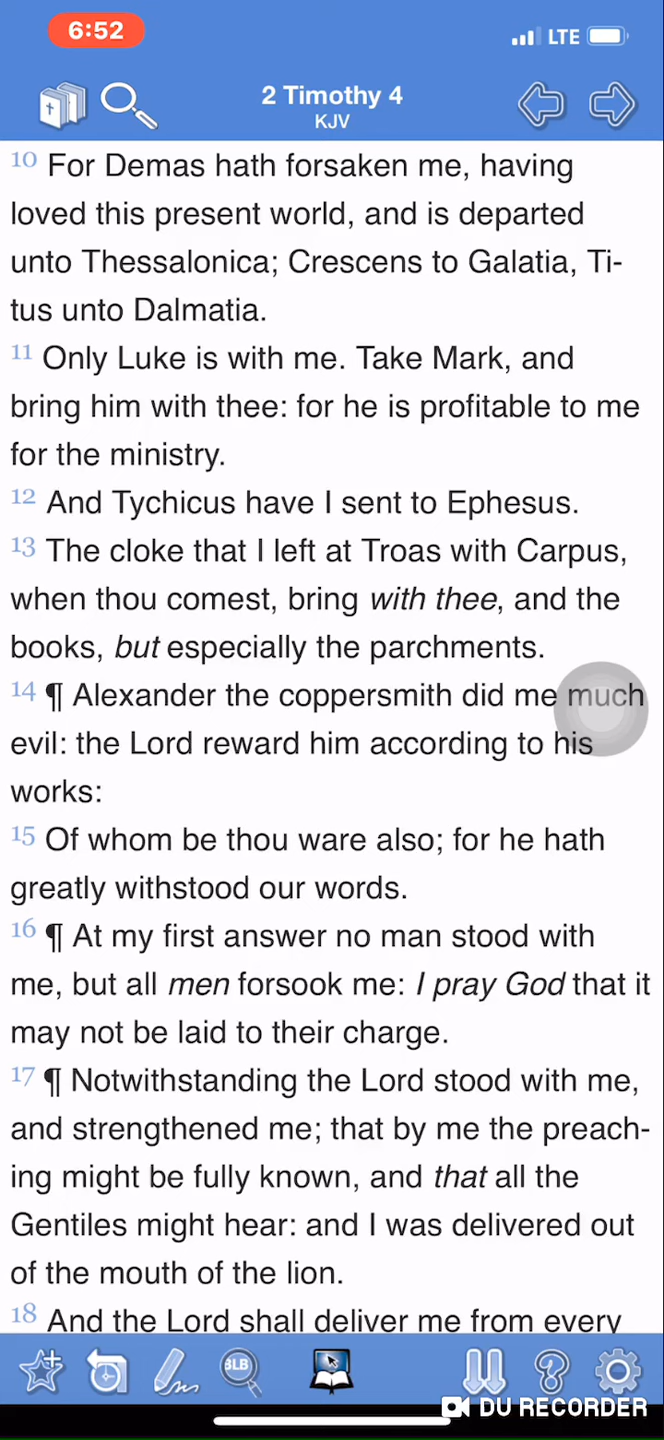 6:52
LTE
2 Timothy 4
KJV
10 For Demas hath forsaken me, having
loved this present world, and is departed
unto Thessalonica; Crescens to Galatia, Ti-
tus unto Dalmatia.
11 Only Luke is with me. Take Mark, and
bring him with thee: for he is profitable to me
for the ministry.
12 And Tychicus have I sent to Ephesus.
13 The cloke that I left at Troas with Carpus,
when thou comest, bring with thee, and the
books, but especially the parchments.
14 ¶ Alexander the coppersmith did me much
evil: the Lord reward him according to his
works:
15 Of whom be thou ware also; for he hath
greatly withstood our words.
16 ¶ At my first answer no man stood with
me, but all men forsook me: I pray God that it
may not be laid to their charge.
17 ¶ Notwithstanding the Lord stood with me,
and strengthened me; that by me the preach-
ing might be fully known, and that all the
Gentiles might hear: and I was delivered out
of the mouth of the lion.
18 And the Lord shall deliver me from every
BLB
DU RECORDER